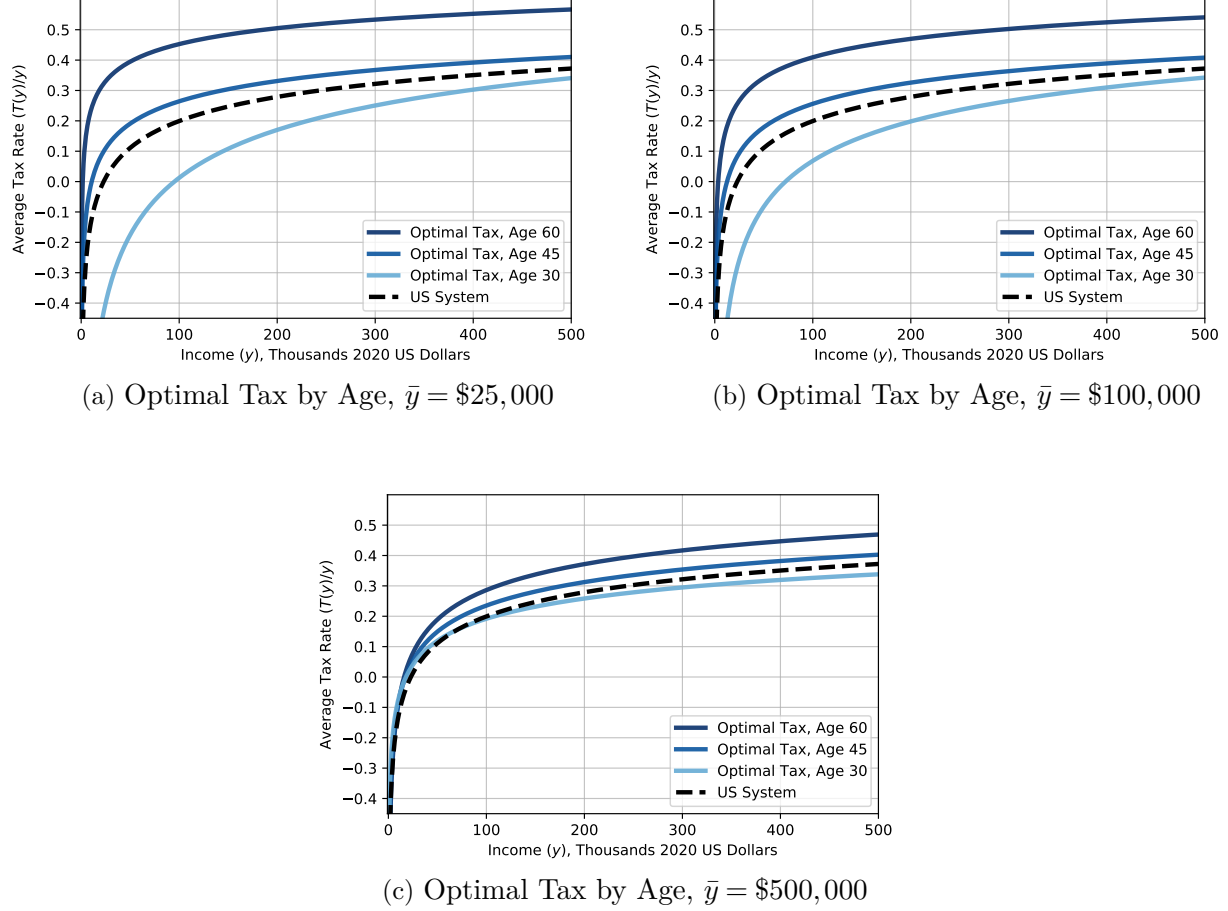 0.5
0.4
0.3
0.2
0.1
0.0
−0.1
−0.2
−0.3
−0.4
Average Tax Rate (T(y)/y)
Optimal Tax, Age 60
Optimal Tax, Age 45
Optimal Tax, Age 30
US System
0 100 200 300 400 500
Income (y), Thousands 2020 US Dollars
(a) Optimal Tax by Age, ȳ = $25,000
0.5
0.4
0.3
0.2
0.1
0.0
−0.1
−0.2
−0.3
−0.4
Average Tax Rate (T(y)/y)
Optimal Tax, Age 60
Optimal Tax, Age 45
Optimal Tax, Age 30
US System
0 100 200 300 400 500
Income (y), Thousands 2020 US Dollars
(b) Optimal Tax by Age, ȳ = $100,000
0.5
0.4
0.3
0.2
0.1
0.0
−0.1
−0.2
−0.3
−0.4
Average Tax Rate (T(y)/y)
Optimal Tax, Age 60
Optimal Tax, Age 45
Optimal Tax, Age 30
US System
0 100 200 300 400 500
Income (y), Thousands 2020 US Dollars
(c) Optimal Tax by Age, ȳ = $500,000